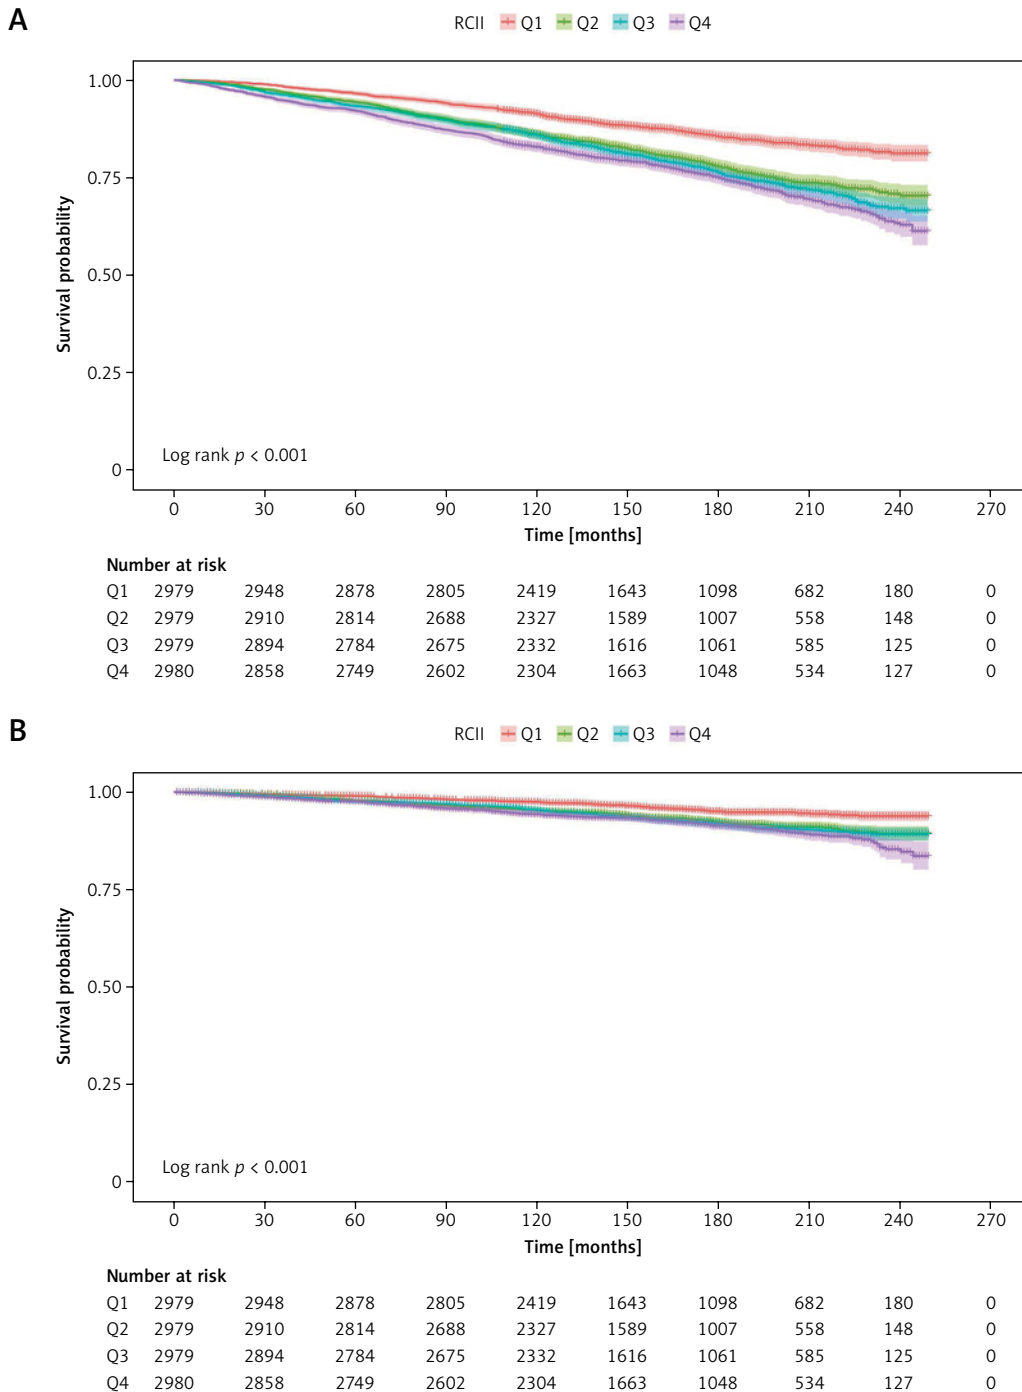 A
RCII Q1 Q2 Q3 Q4
1.00
0.75
0.50
0.25
0
Survival probability
Log rank p < 0.001
0 30 60 90 120 150 180 210 240 270
Time [months]
Number at risk
Q1 2979 2948 2878 2805 2419 1643 1098 682 180 0
Q2 2979 2910 2814 2688 2327 1589 1007 558 148 0
Q3 2979 2894 2784 2675 2332 1616 1061 585 125 0
Q4 2980 2858 2749 2602 2304 1663 1048 534 127 0
B
RCII Q1 Q2 Q3 Q4
1.00
0.75
0.50
0.25
0
Survival probability
Log rank p < 0.001
0 30 60 90 120 150 180 210 240 270
Time [months]
Number at risk
Q1 2979 2948 2878 2805 2419 1643 1098 682 180 0
Q2 2979 2910 2814 2688 2327 1589 1007 558 148 0
Q3 2979 2894 2784 2675 2332 1616 1061 585 125 0
Q4 2980 2858 2749 2602 2304 1663 1048 534 127 0